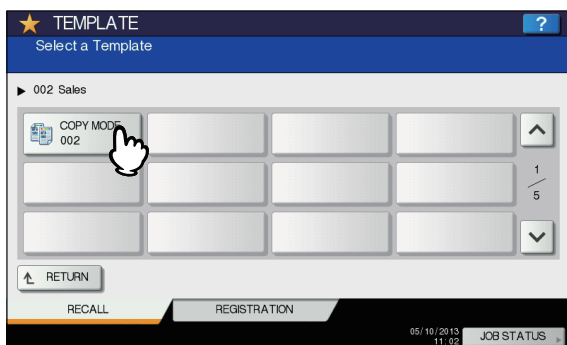 TEMPLATE
?
Select a Template
002 Sales
COPY MODE
002
1
5
RETURN
RECALL
REGISTRATION
05/10/2013
11:02
JOB STATUS